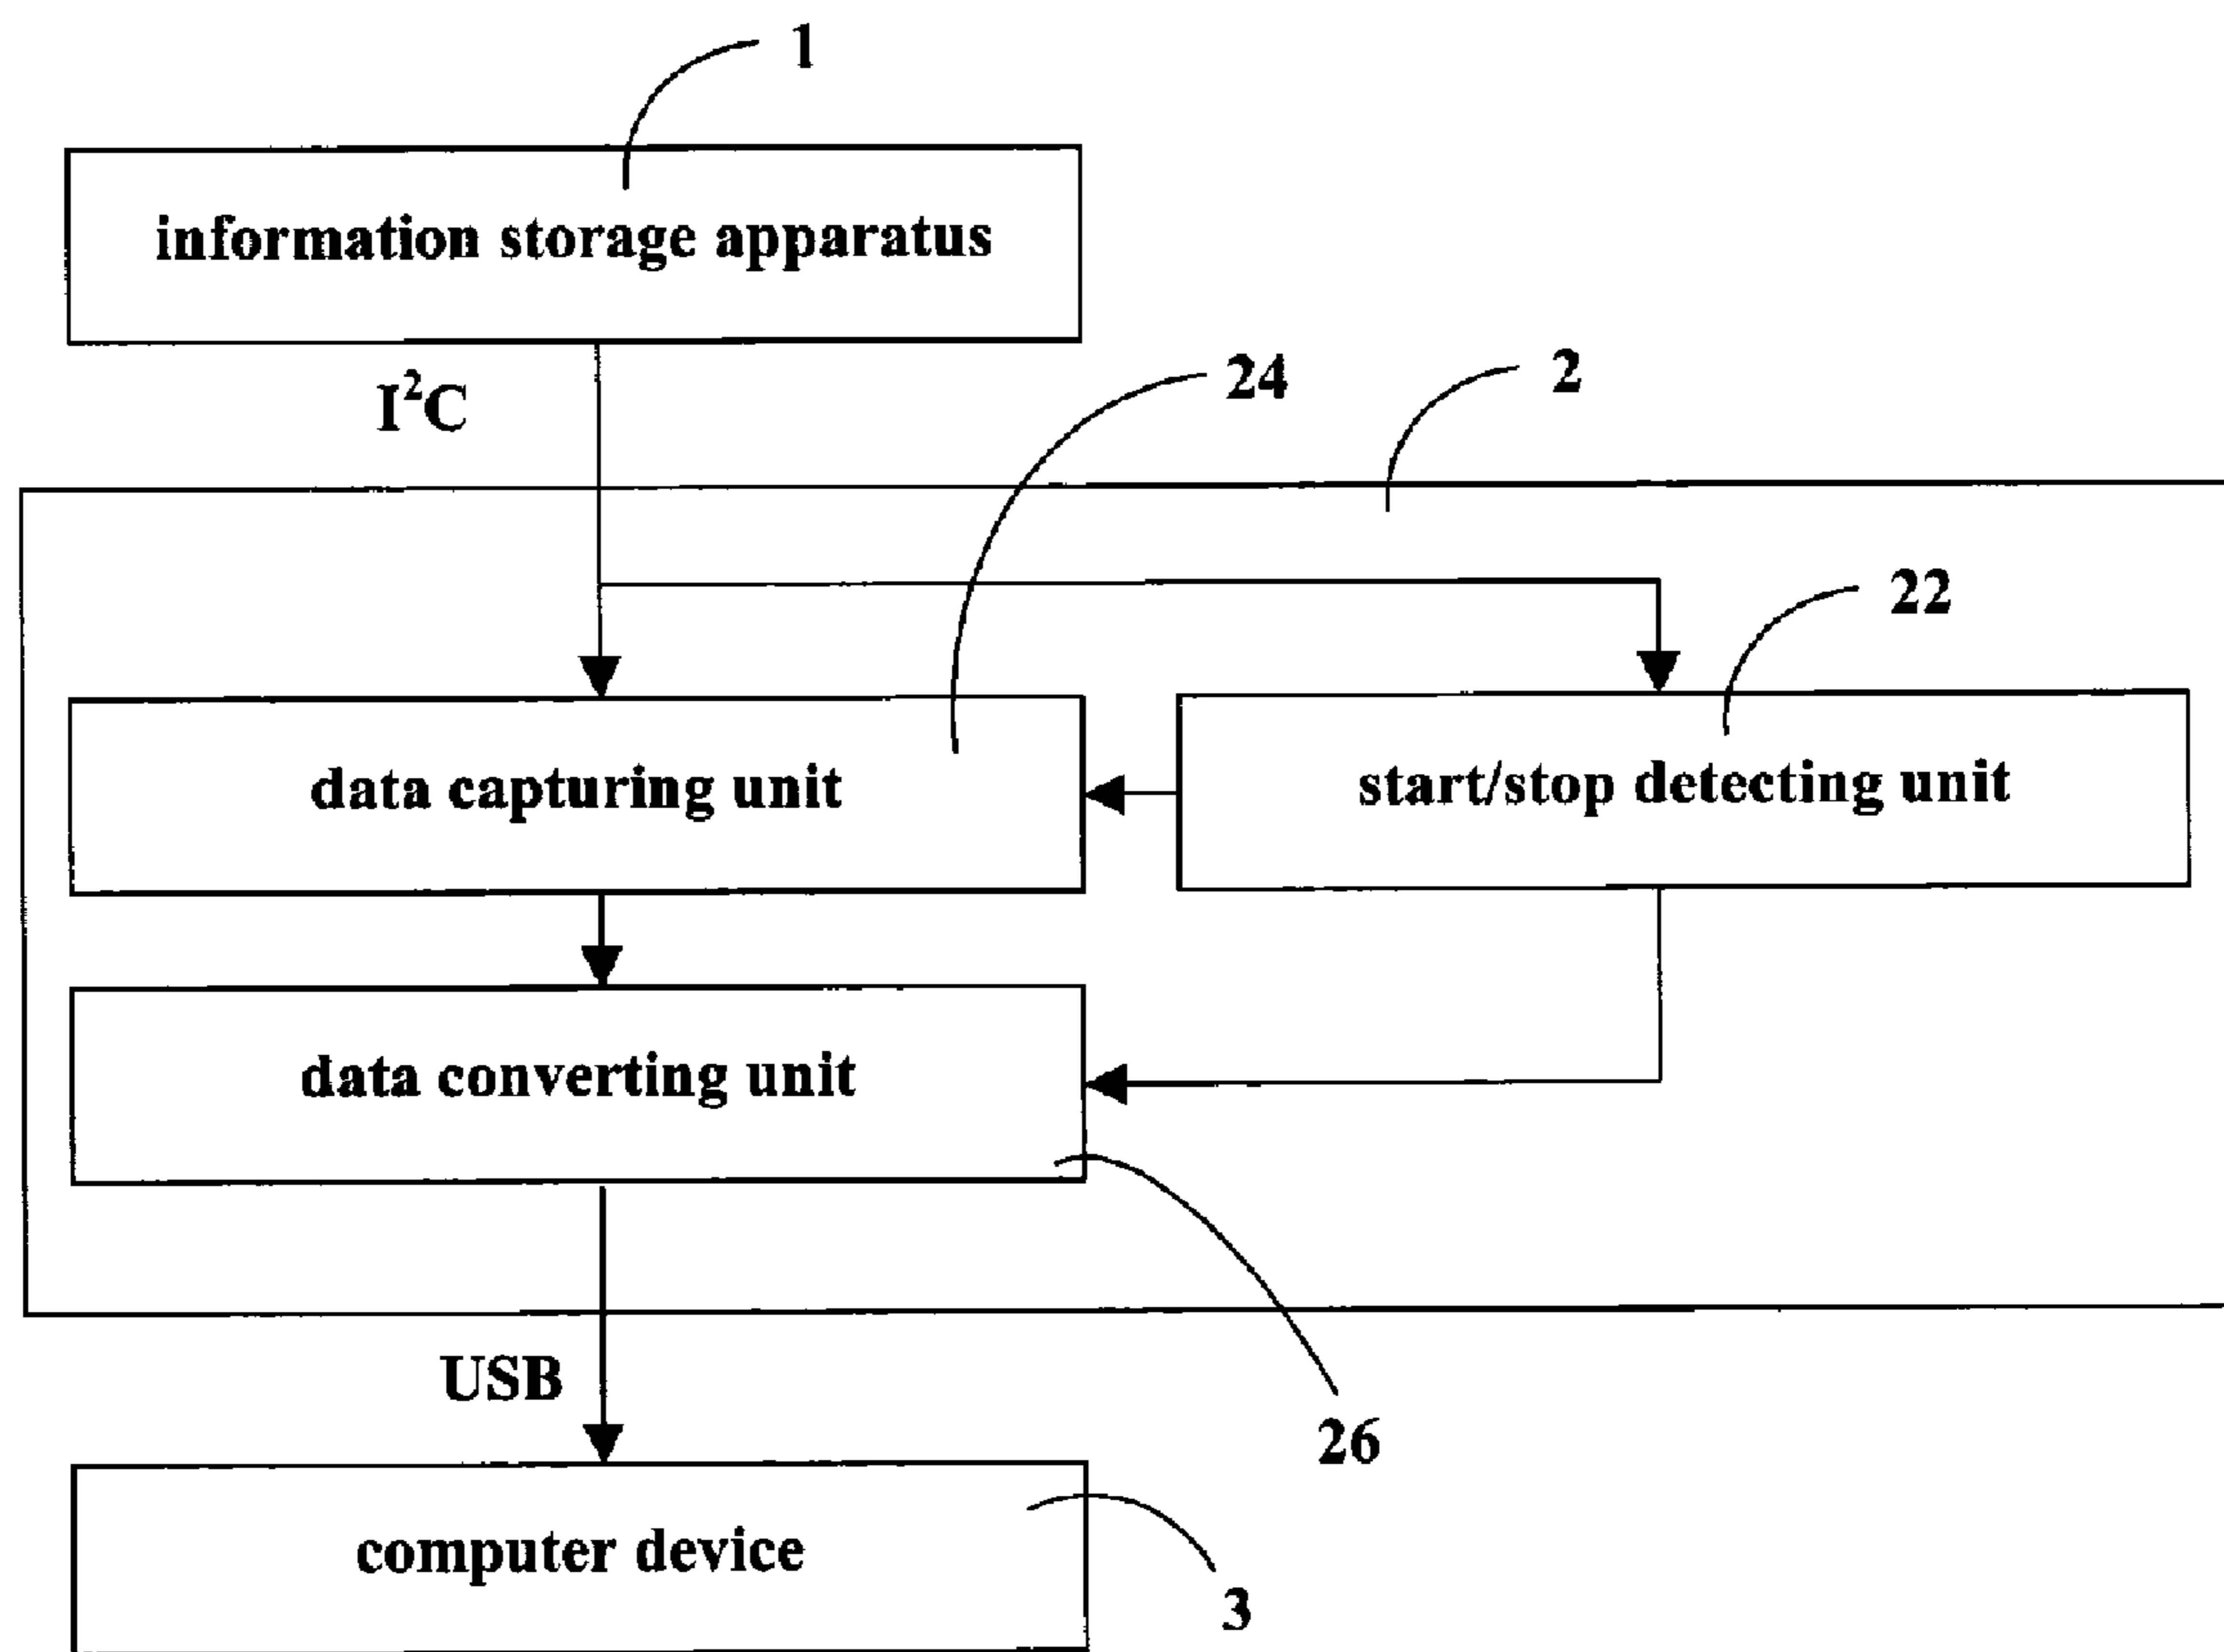 1
information storage apparatus
I²C
24
2
22
data capturing unit
start/stop detecting unit
data converting unit
USB
26
computer device
3